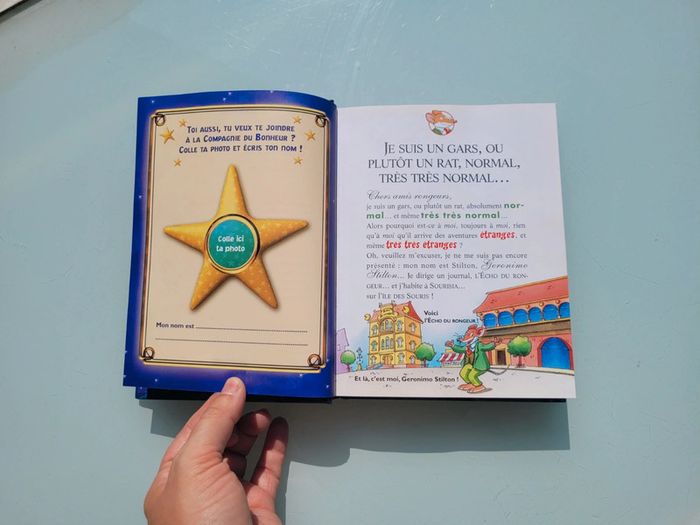 Toi aussi, tu veux te joindre
à la Compagnie du Bonheur ?
Colle ta photo et écris ton nom !
Colle ici
ta photo
Mon nom est
Je suis un gars, ou
plutôt un rat, normal,
très très normal...
Chers amis rongeurs,
je suis un gars, ou plutôt un rat, absolument nor-
mal... et même très très normal...
Alors pourquoi est-ce à moi, toujours à moi, rien
qu'à moi qu'il arrive des aventures étranges, et
même tres tres etranges ?
Oh, veuillez m'excuser, je ne me suis pas encore
présenté : mon nom est Stilton, Geronimo
Stilton... Je dirige un journal, l'Écho du ron-
geur... et j'habite à Sourisia...
sur l'île des Souris !
Voici
l'Écho du rongeur !
Et là, c'est moi, Geronimo Stilton !